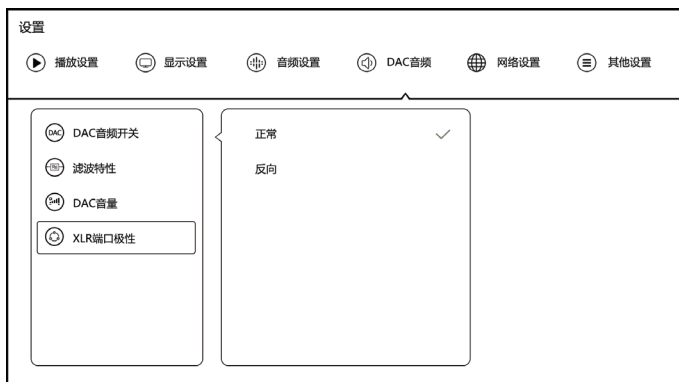 设置
播放设置 显示设置 音频设置 DAC音频 网络设置 其他设置
DAC DAC音频开关 正常
滤波特性 反向
DAC音量
XLR端口极性